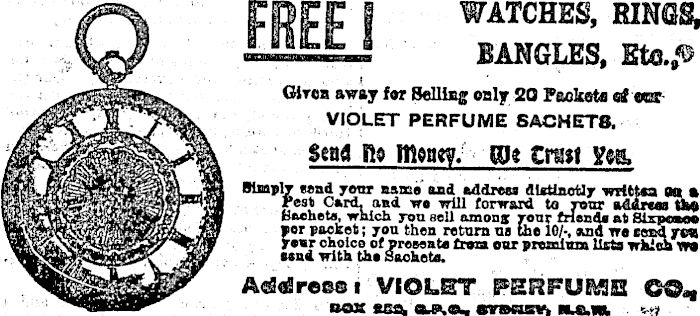 FREE!
WATCHES, RINGS,
BANGLES, Etc.,
Given away for Selling only 20 Packets of our
VIOLET PERFUME SACHETS.
Send No Money. We Trust You.
Simply send your name and address distinctly written on a
Post Card, and we will forward to your address the
Sachets, which you sell among your friends at Sixpence
per packet; you then return us the 10/-, and we send you
your choice of presents from our premium lists which we
send with the Sachets.
Address: VIOLET PERFUME CO.,
BOX 259, G.P.O., SYDNEY, N.S.W.